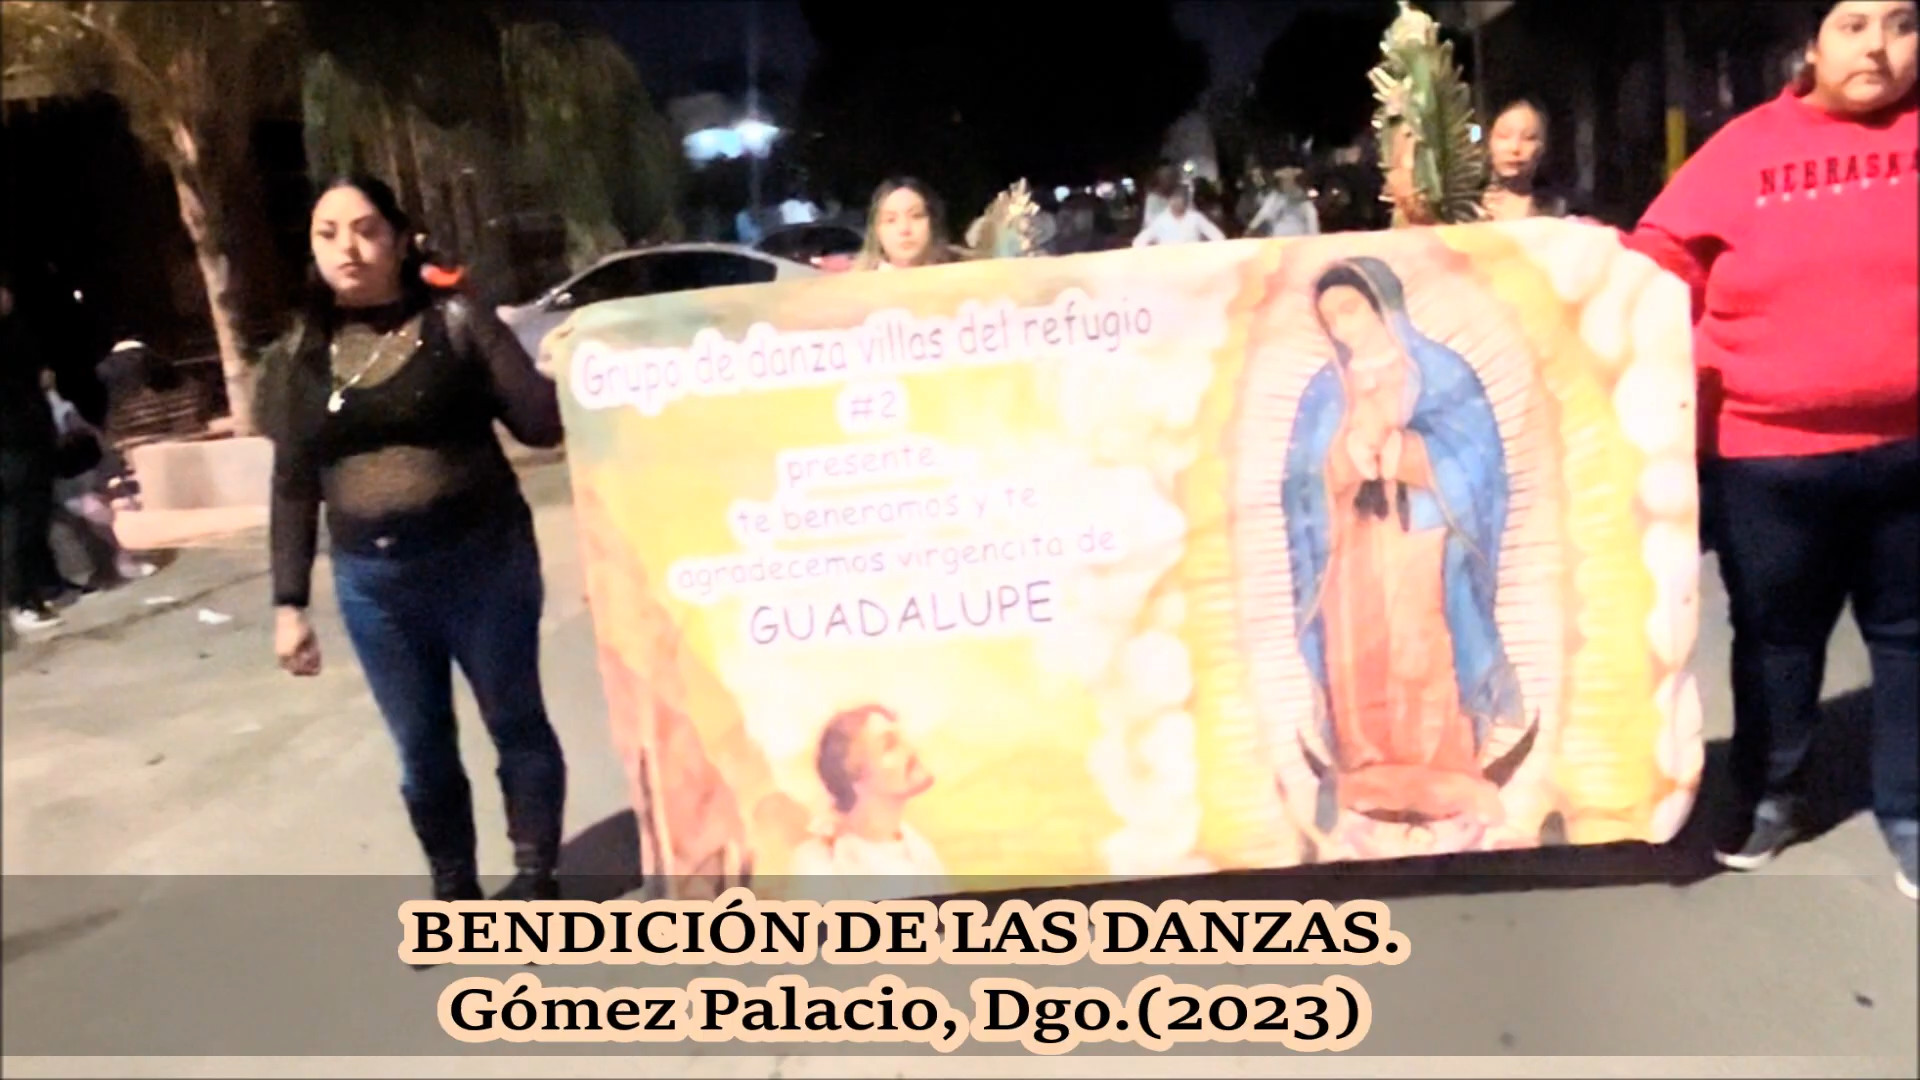 NEBRASK
Grupo de danza villas del refugio
#2
presente
te beneramos y te
agradecemos virgencita de
GUADALUPE
BENDICIÓN DE LAS DANZAS.
Gómez Palacio, Dgo.(2023)